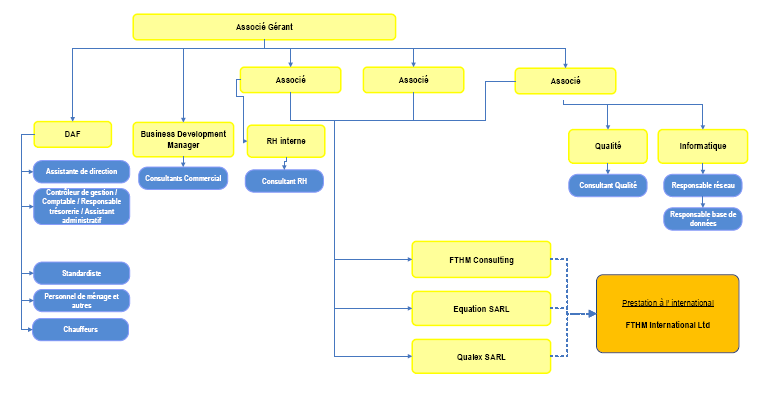 Associé Gérant
Associé
Associé
Associé
DAF
Business Development
Manager
RH interne
Qualité
Informatique
Assistante de direction
Consultants Commercial
Consultant RH
Consultant Qualité
Responsable réseau
Contrôleur de gestion /
Comptable / Responsable
trésorerie / Assistant
administratif
Responsable base de
données
Standardiste
Personnel de ménage et
autres
Chauffeurs
FTHM Consulting
Equation SARL
Qualex SARL
Prestation à l' international
FTHM International Ltd